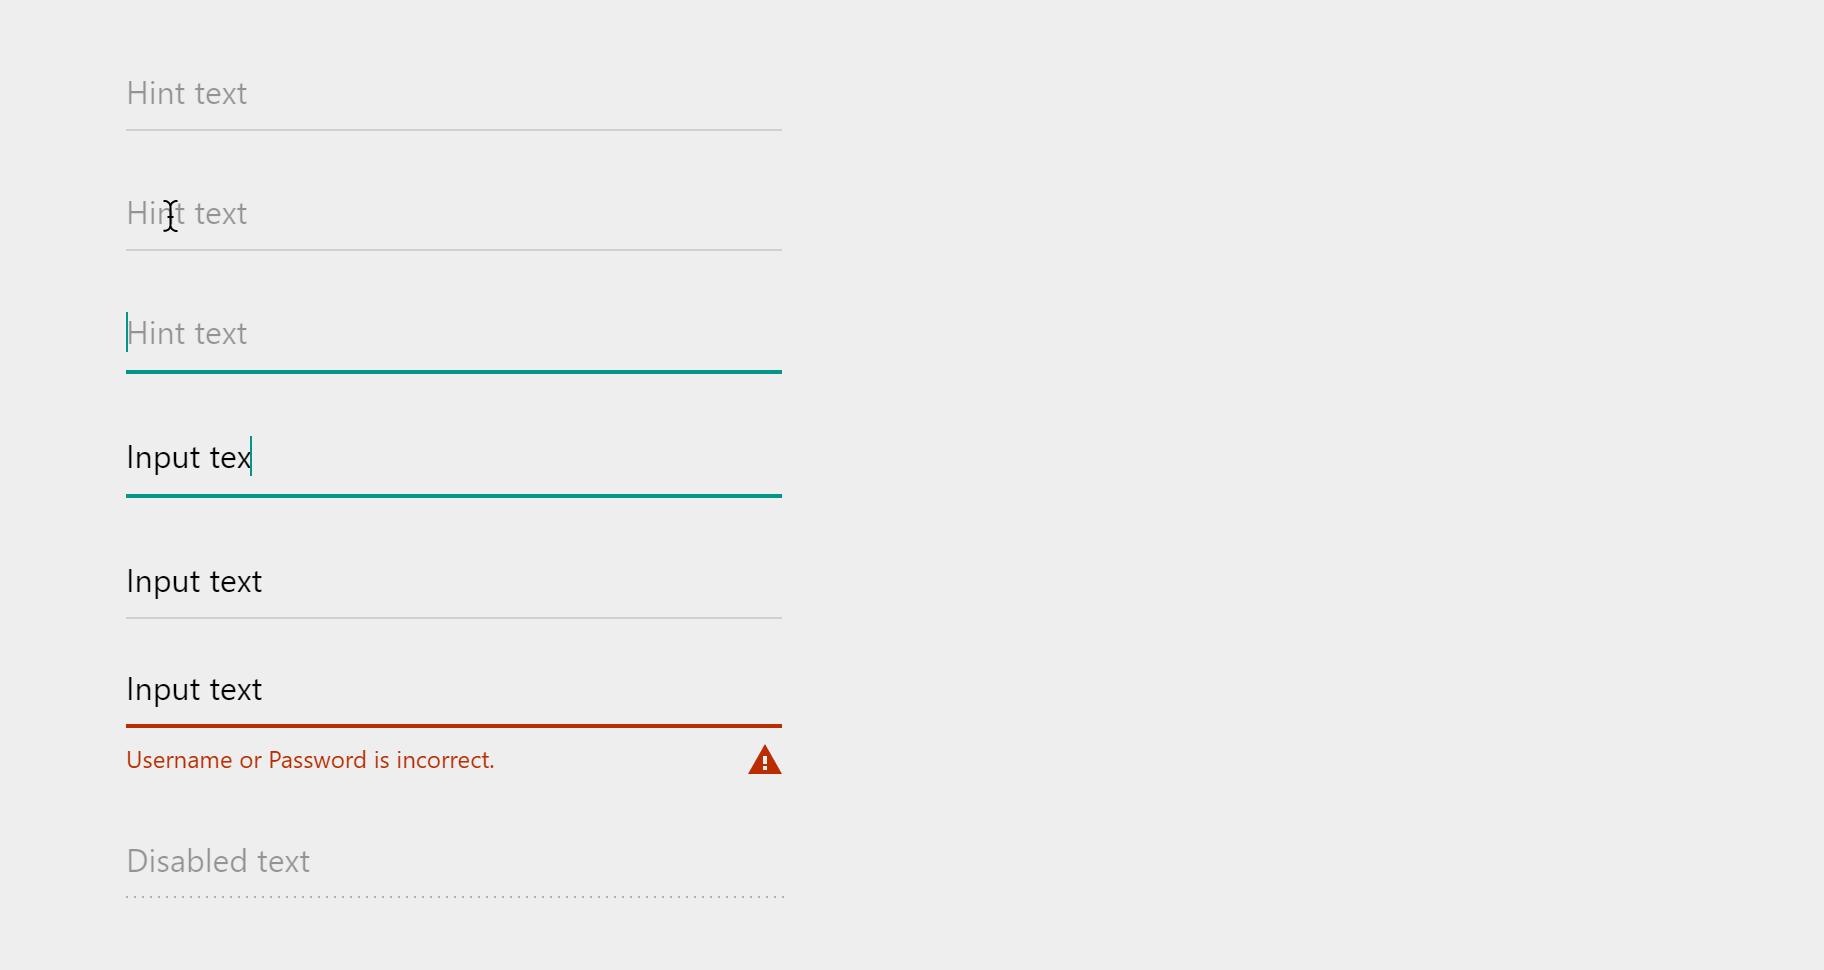 Hint text
Hint text
Hint text
Input tex
Input text
Input text
Username or Password is incorrect.
Disabled text